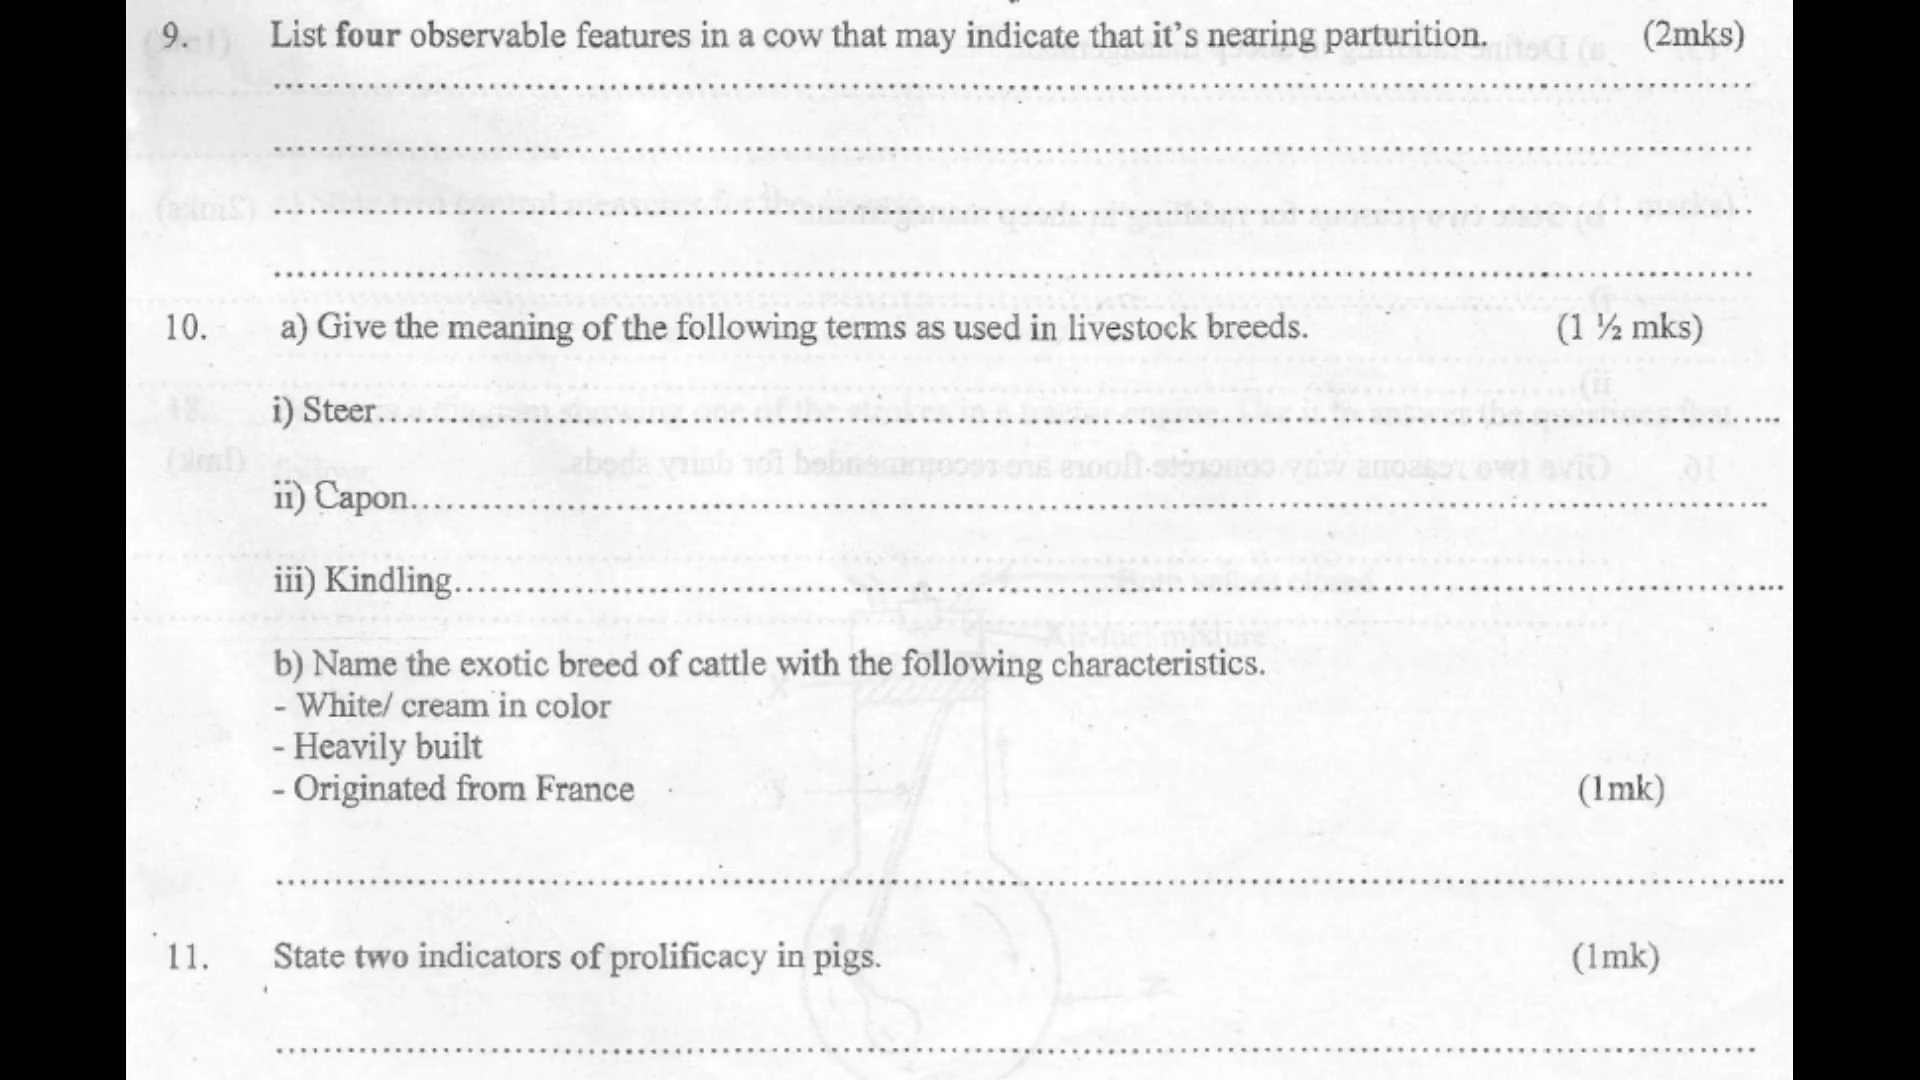 9. List four observable features in a cow that may indicate that it's nearing parturition. (2mks)
10. a) Give the meaning of the following terms as used in livestock breeds. (1 ½ mks)
i) Steer
ii) Capon
iii) Kindling
b) Name the exotic breed of cattle with the following characteristics.
- White/ cream in color
- Heavily built
- Originated from France (1mk)
11. State two indicators of prolificacy in pigs. (1mk)